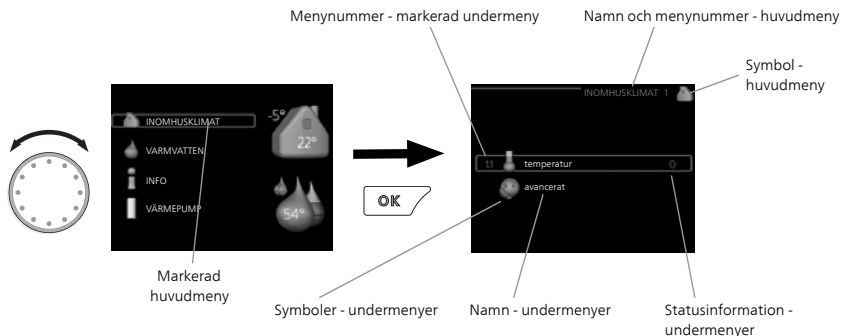 Menynummer - markerad undermeny
Namn och menynummer - huvudmeny
Symbol -
huvudmeny
INOMHUSKLIMAT
VARMVATTEN
INFO
VÄRMEPUMP
-5°
22°
54°
OK
INOMHUSKLIMAT 1
1.1 temperatur 0
avancerat
Markerad
huvudmeny
Symboler - undermenyer
Namn - undermenyer
Statusinformation -
undermenyer